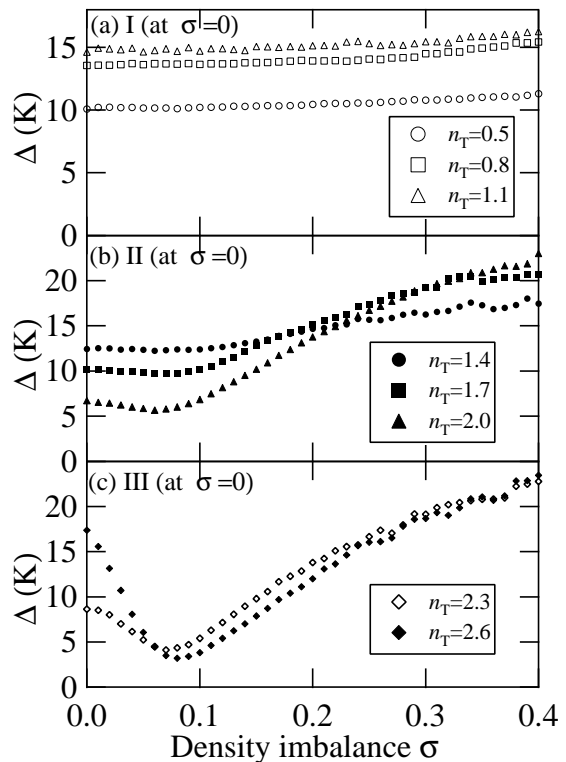 (a) I (at σ=0)
15
10
5
0
Δ (K)
○ n_T=0.5
□ n_T=0.8
△ n_T=1.1
(b) II (at σ=0)
20
15
10
5
0
Δ (K)
● n_T=1.4
■ n_T=1.7
▲ n_T=2.0
(c) III (at σ=0)
20
15
10
5
0
Δ (K)
◇ n_T=2.3
◆ n_T=2.6
0.0 0.1 0.2 0.3 0.4
Density imbalance σ